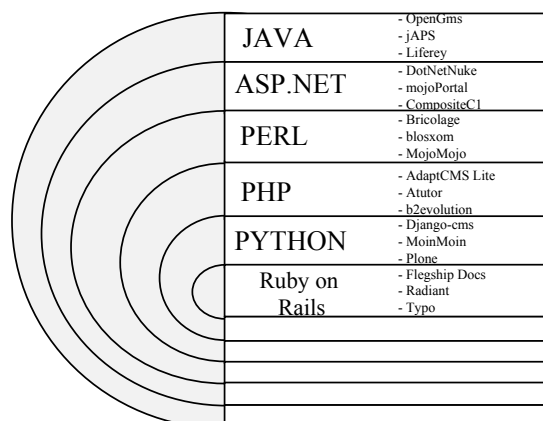 JAVA
- OpenGms
- jAPS
- Liferey
ASP.NET
- DotNetNuke
- mojoPortal
- CompositeC1
PERL
- Bricolage
- blosxom
- MojoMojo
PHP
- AdaptCMS Lite
- Atutor
- b2evolution
PYTHON
- Django-cms
- MoinMoin
- Plone
Ruby on
Rails
- Flegship Docs
- Radiant
- Typo